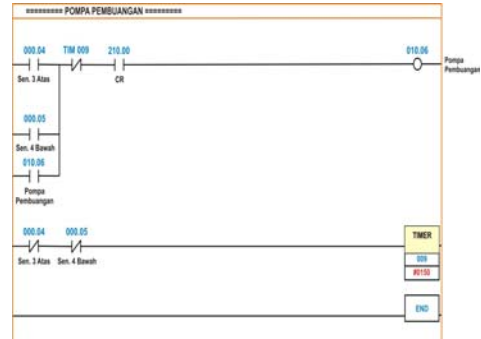 ========= POMPA PEMBUANGAN =========
000.04 TIM 009 210.00 010.06
Sen. 3 Atas CR Pompa Pembuangan
000.05
Sen. 4 Bawah
010.06
Pompa
Pembuangan
000.04 000.05 TIMER
Sen. 3 Atas Sen. 4 Bawah 009
#0150
END